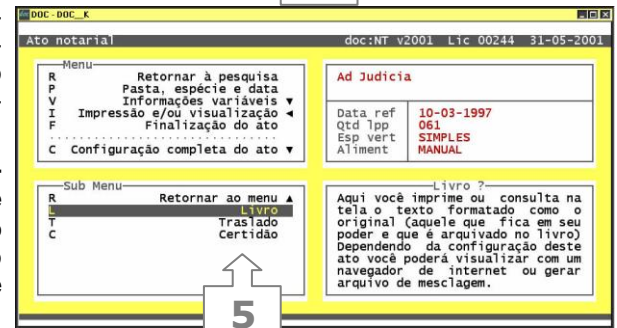 DOC - DOC__K
Ato notarial doc:NT v2001 Lic 00244 31-05-2001
Menu
R Retornar à pesquisa
P Pasta, espécie e data
V Informações variáveis ▼
I Impressão e/ou visualização ◄
F Finalização do ato
C Configuração completa do ato ▼
Ad Judicia
Data ref 10-03-1997
Qtd lpp 061
Esp vert SIMPLES
Aliment MANUAL
Sub Menu
R Retornar ao menu ▲
L Livro
T Traslado
C Certidão
Livro ?
Aqui você imprime ou consulta na
tela o texto formatado como o
original (aquele que fica em seu
poder e que é arquivado no livro)
Dependendo da configuração deste
ato você poderá visualizar com um
navegador de internet ou gerar
arquivo de mesclagem.
5